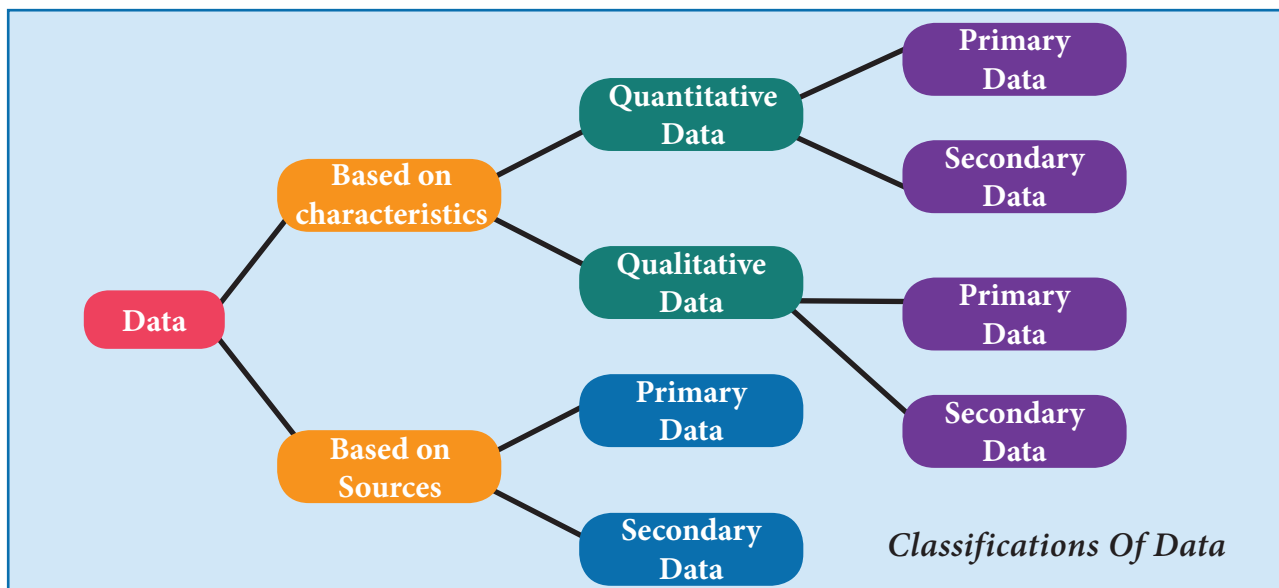 Data
Based on
characteristics
Quantitative
Data
Primary
Data
Secondary
Data
Qualitative
Data
Primary
Data
Secondary
Data
Based on
Sources
Primary
Data
Secondary
Data
Classifications Of Data